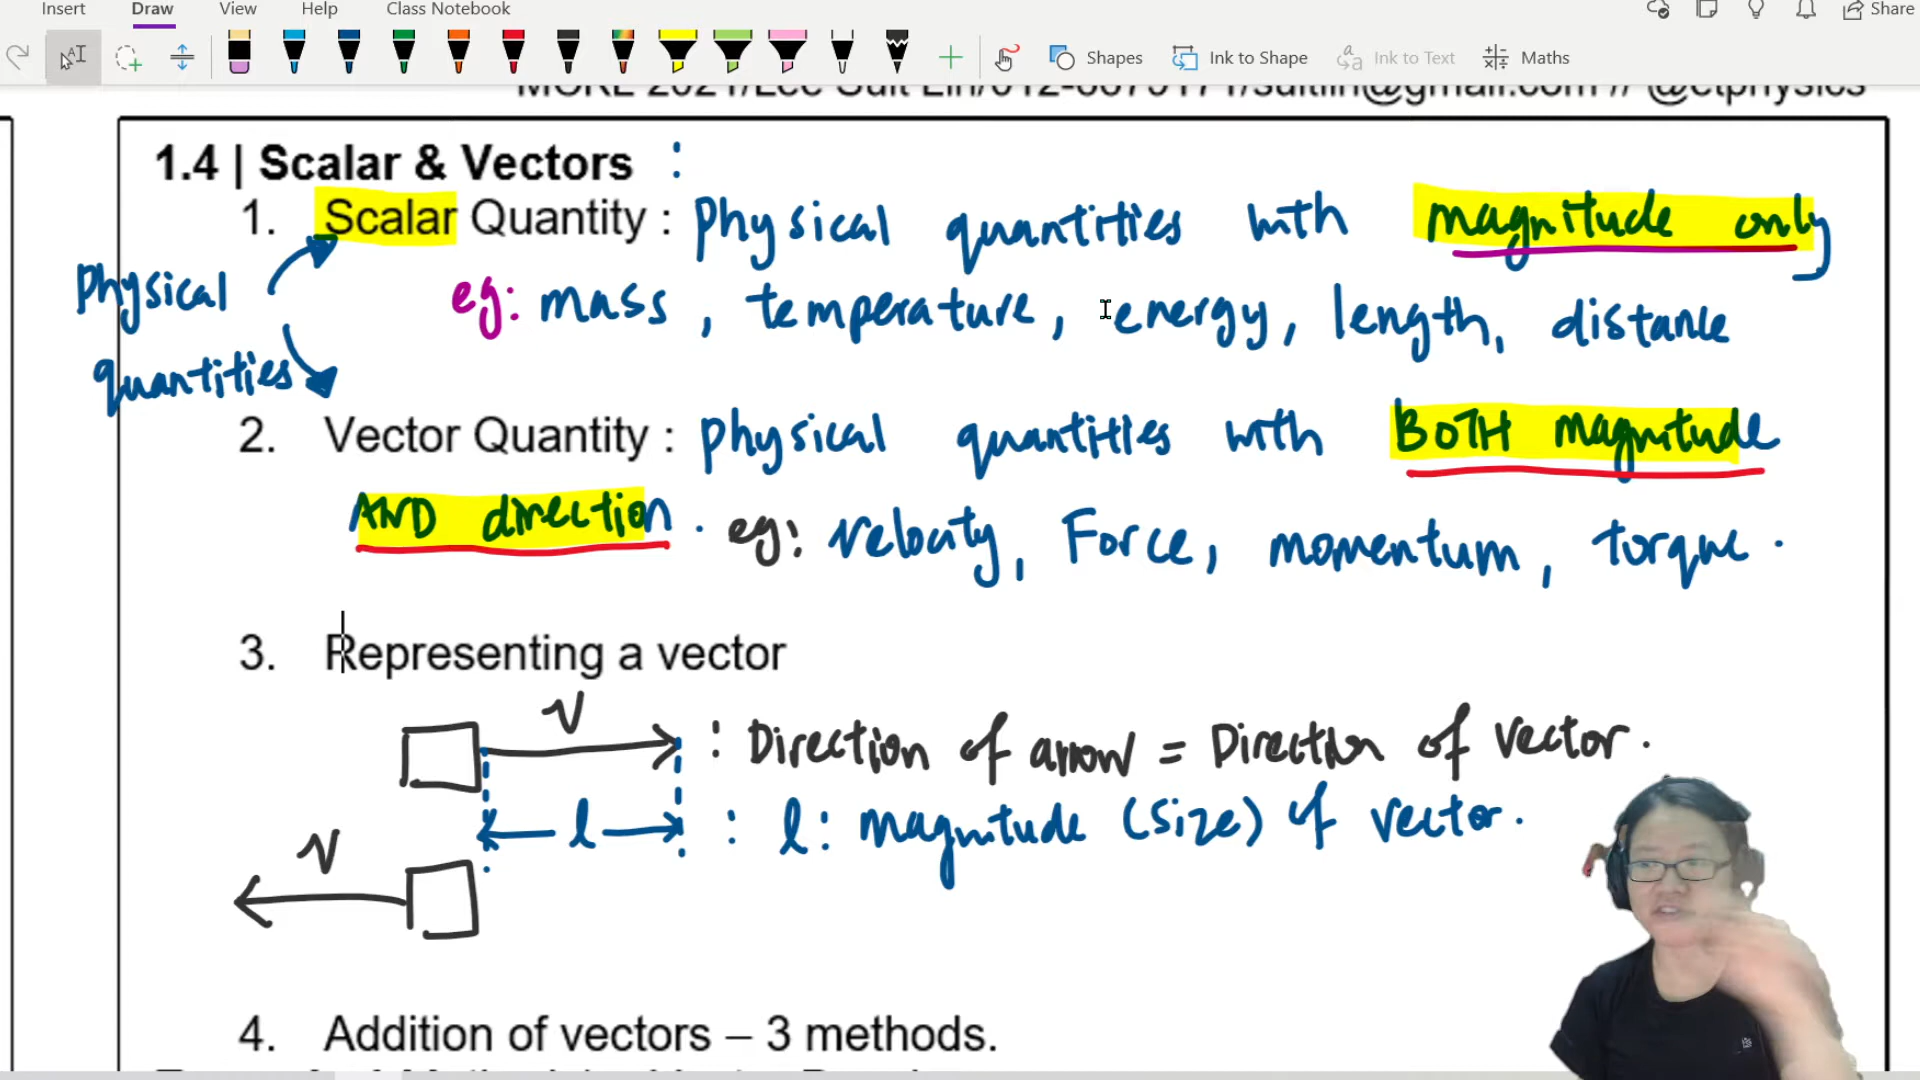 Insert Draw View Help Class Notebook Share
Shapes Ink to Shape Ink to Text Maths
1.4 | Scalar & Vectors :
1. Scalar Quantity : Physical quantities with magnitude only
Physical
quantities
eg: mass, temperature, energy, length, distance
2. Vector Quantity : physical quantities with BOTH magnitude
AND direction. eg: velocity, Force, momentum, torque.
3. Representing a vector
v : Direction of arrow = Direction of vector.
l : l: magnitude (size) of vector.
v
4. Addition of vectors – 3 methods.